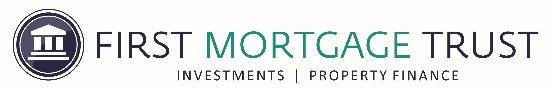 FIRST MORTGAGE TRUST
INVESTMENTS | PROPERTY FINANCE